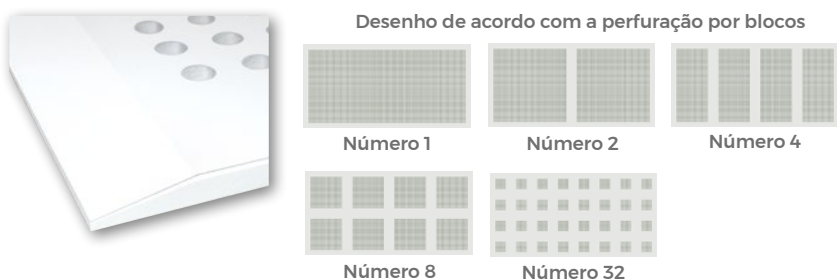 Desenho de acordo com a perfuração por blocos
Número 1
Número 2
Número 4
Número 8
Número 32